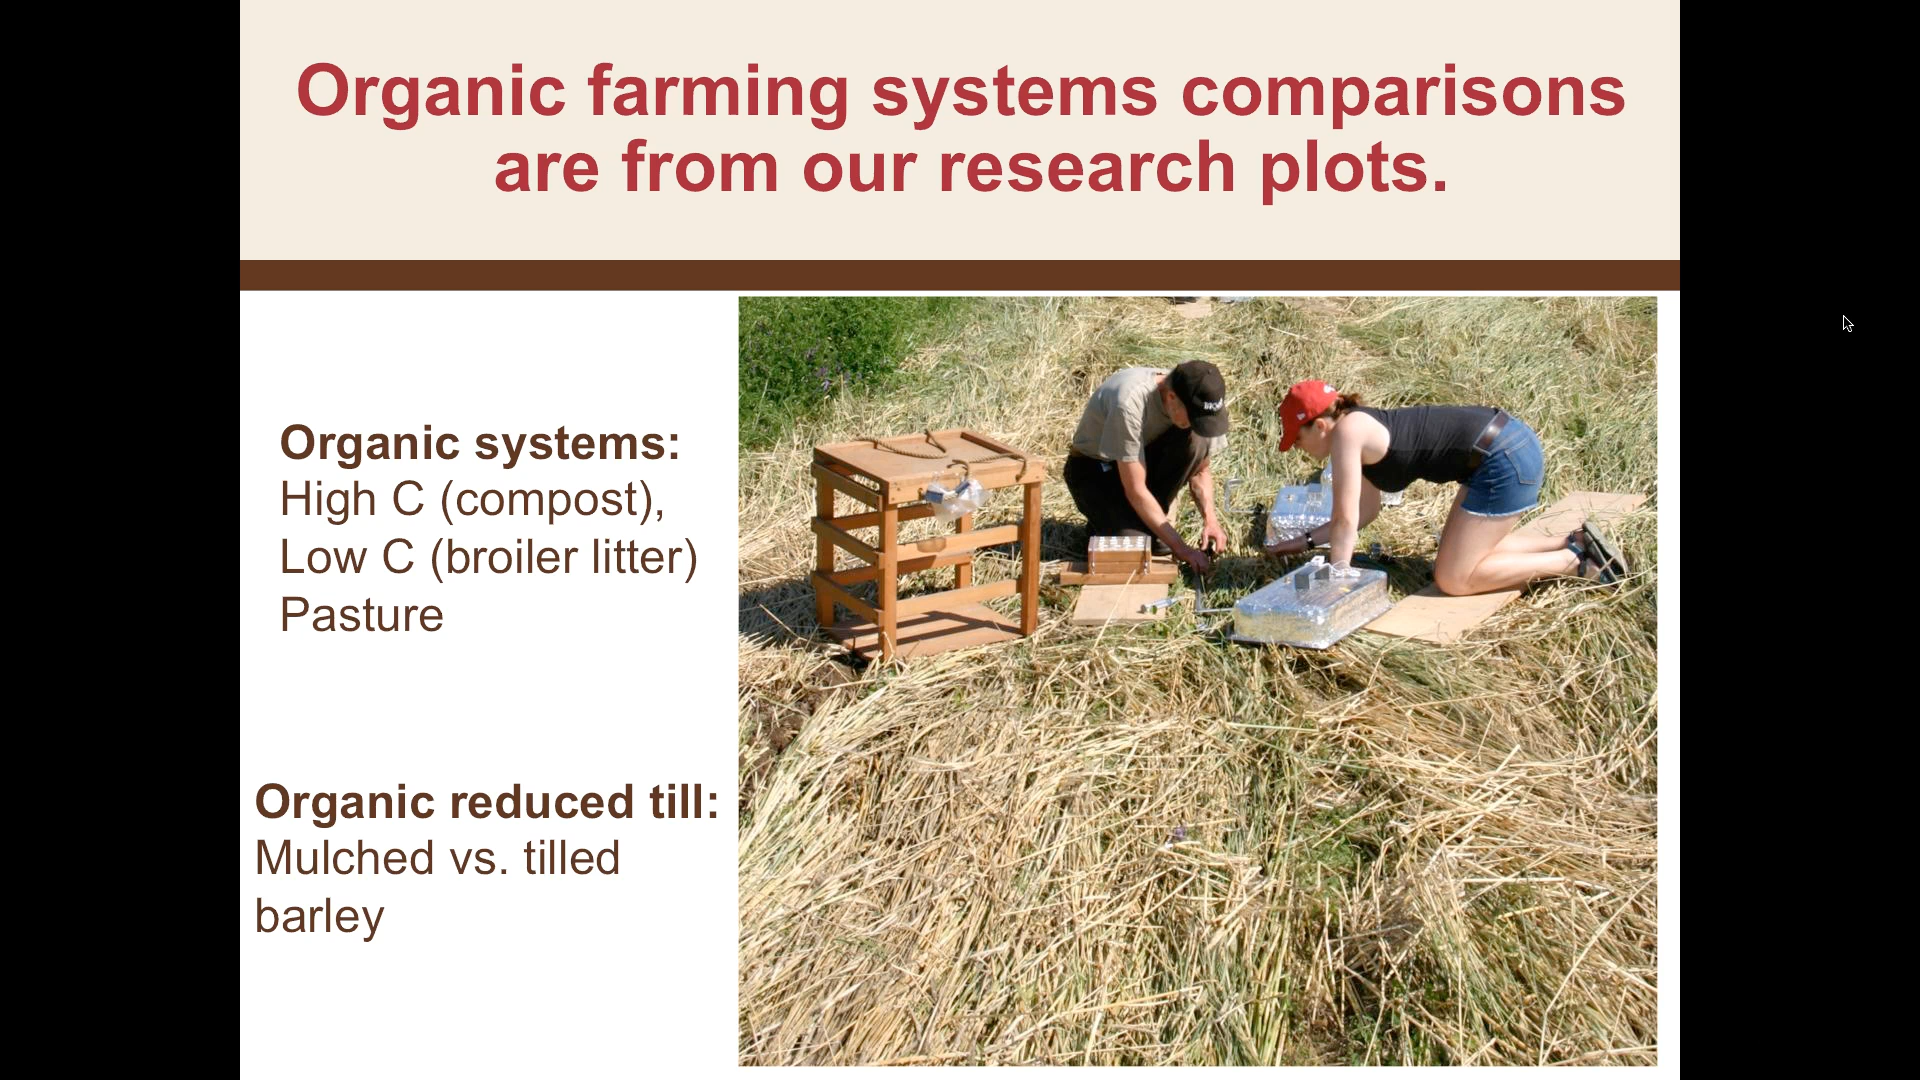 Organic farming systems comparisons
are from our research plots.
Organic systems:
High C (compost),
Low C (broiler litter)
Pasture
Organic reduced till:
Mulched vs. tilled
barley